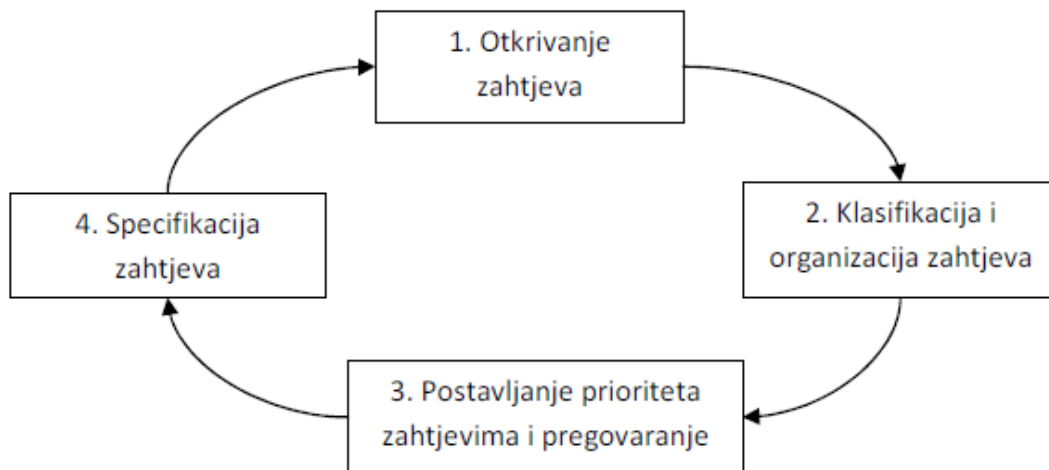 1. Otkrivanje
zahtjeva
2. Klasifikacija i
organizacija zahtjeva
3. Postavljanje prioriteta
zahtjevima i pregovaranje
4. Specifikacija
zahtjeva